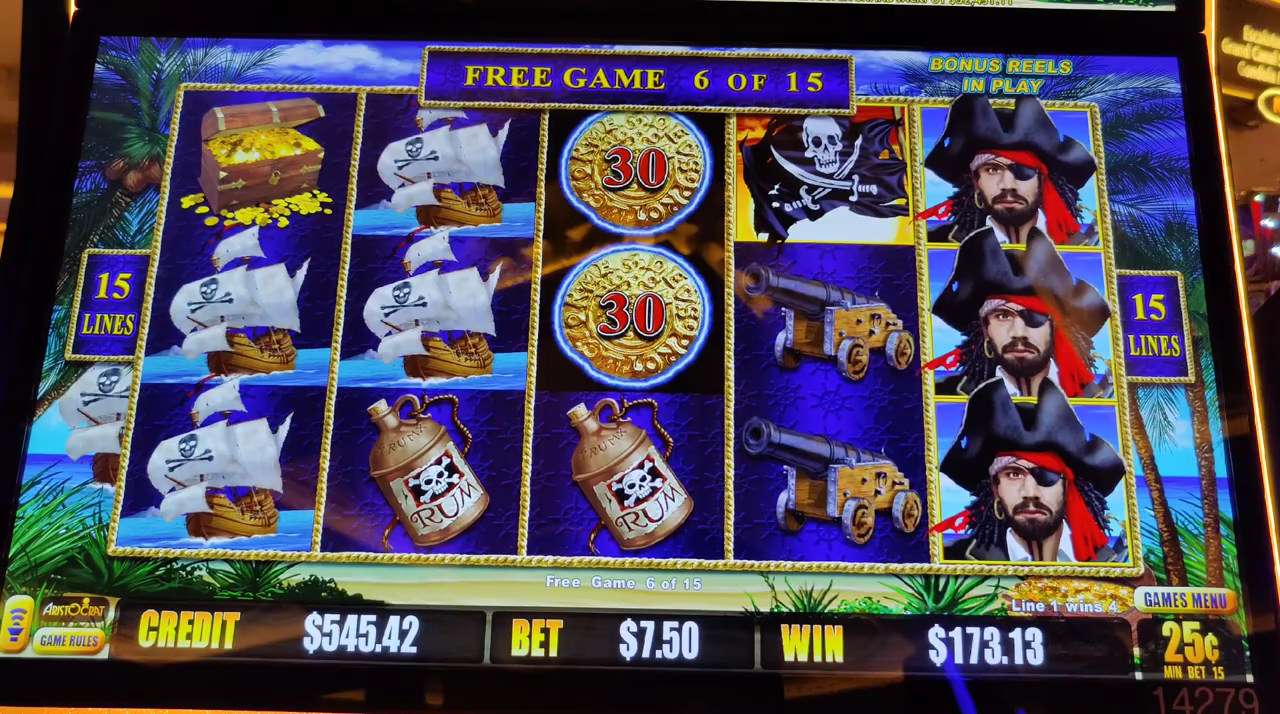 FREE GAME 6 OF 15
BONUS REELS
IN PLAY
30
30
15
LINES
15
LINES
RUM
RUM
RUM
RUM
Free Game 6 of 15
Line 1 wins 4
GAMES MENU
ARISTOCRAT
GAME RULES
CREDIT $545.42
BET $7.50
WIN $173.13
25¢
MIN BET 15
14279